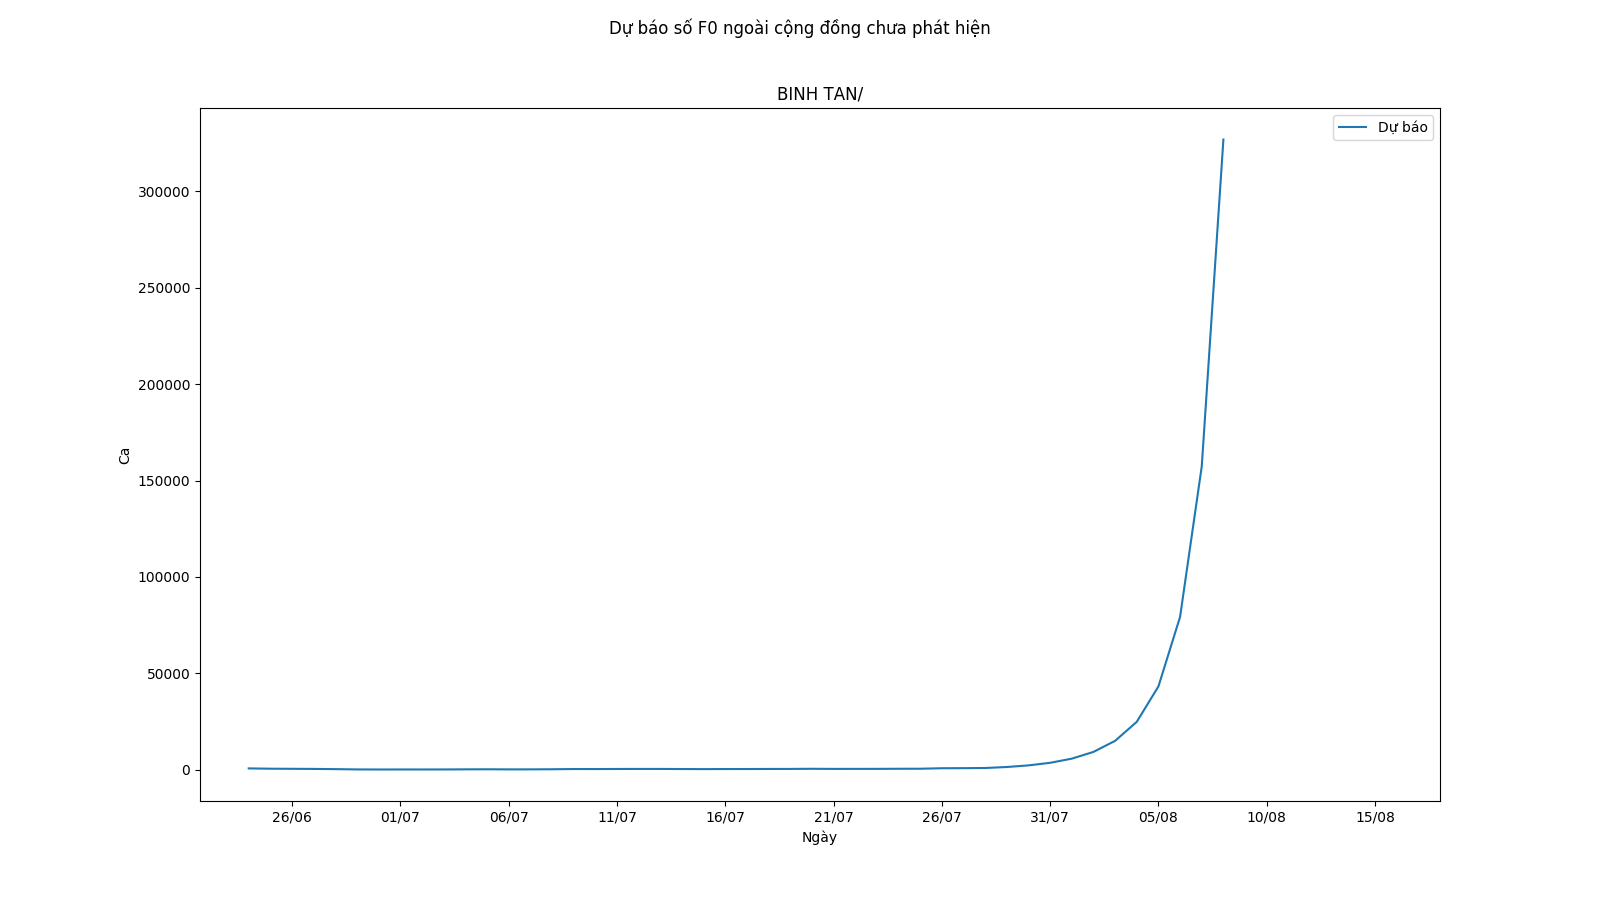 Dự báo số F0 ngoài cộng đồng chưa phát hiện
BINH TAN/
Dự báo
300000
250000
200000
150000
100000
50000
0
Ca
26/06 01/07 06/07 11/07 16/07 21/07 26/07 31/07 05/08 10/08 15/08
Ngày